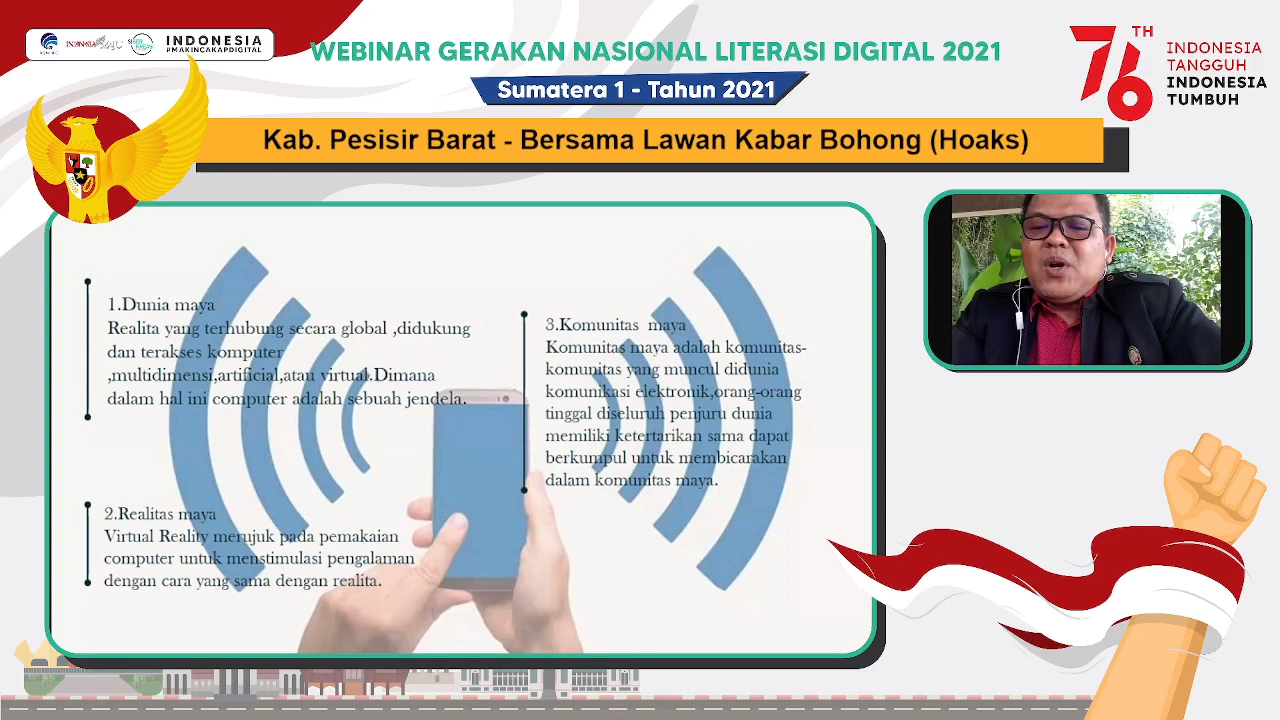 INDONESIA
#MAKINCAKAPDIGITAL
WEBINAR GERAKAN NASIONAL LITERASI DIGITAL 2021
Sumatera 1 - Tahun 2021
76 TH
INDONESIA
TANGGUH
INDONESIA
TUMBUH
Kab. Pesisir Barat - Bersama Lawan Kabar Bohong (Hoaks)
1.Dunia maya
Realita yang terhubung secara global ,didukung
dan terakses komputer
,multidimensi,artificial,atau virtual.Dimana
dalam hal ini computer adalah sebuah jendela.
2.Realitas maya
Virtual Reality merujuk pada pemakaian
computer untuk menstimulasi pengalaman
dengan cara yang sama dengan realita.
3.Komunitas maya
Komunitas maya adalah komunitas-
komunitas yang muncul didunia
komunikasi elektronik,orang-orang
tinggal diseluruh penjuru dunia
memiliki ketertarikan sama dapat
berkumpul untuk membicarakan
dalam komunitas maya.